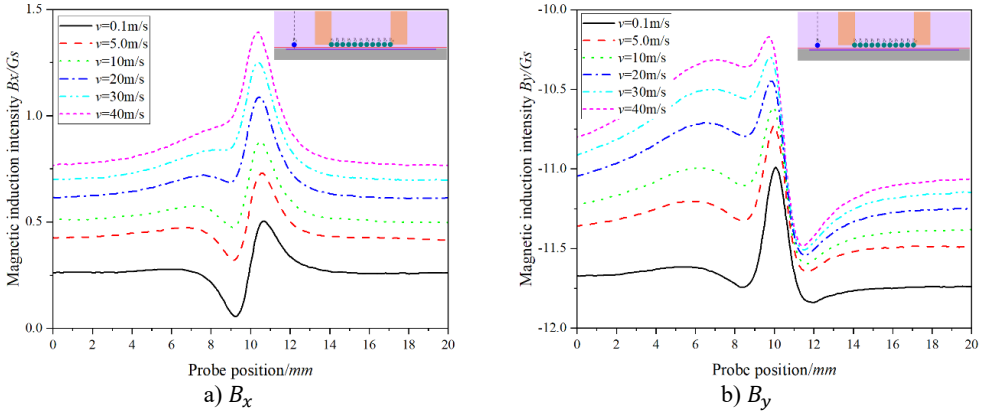 1.5
1.0
0.5
0.0
Magnetic induction intensity Bx/Gs
v=0.1m/s
v=5.0m/s
v=10m/s
v=20m/s
v=30m/s
v=40m/s
0 2 4 6 8 10 12 14 16 18 20
Probe position/mm
a) Bx
-10.0
-10.5
-11.0
-11.5
-12.0
Magnetic induction intensity By/Gs
v=0.1m/s
v=5.0m/s
v=10m/s
v=20m/s
v=30m/s
v=40m/s
0 2 4 6 8 10 12 14 16 18 20
Probe position/mm
b) By